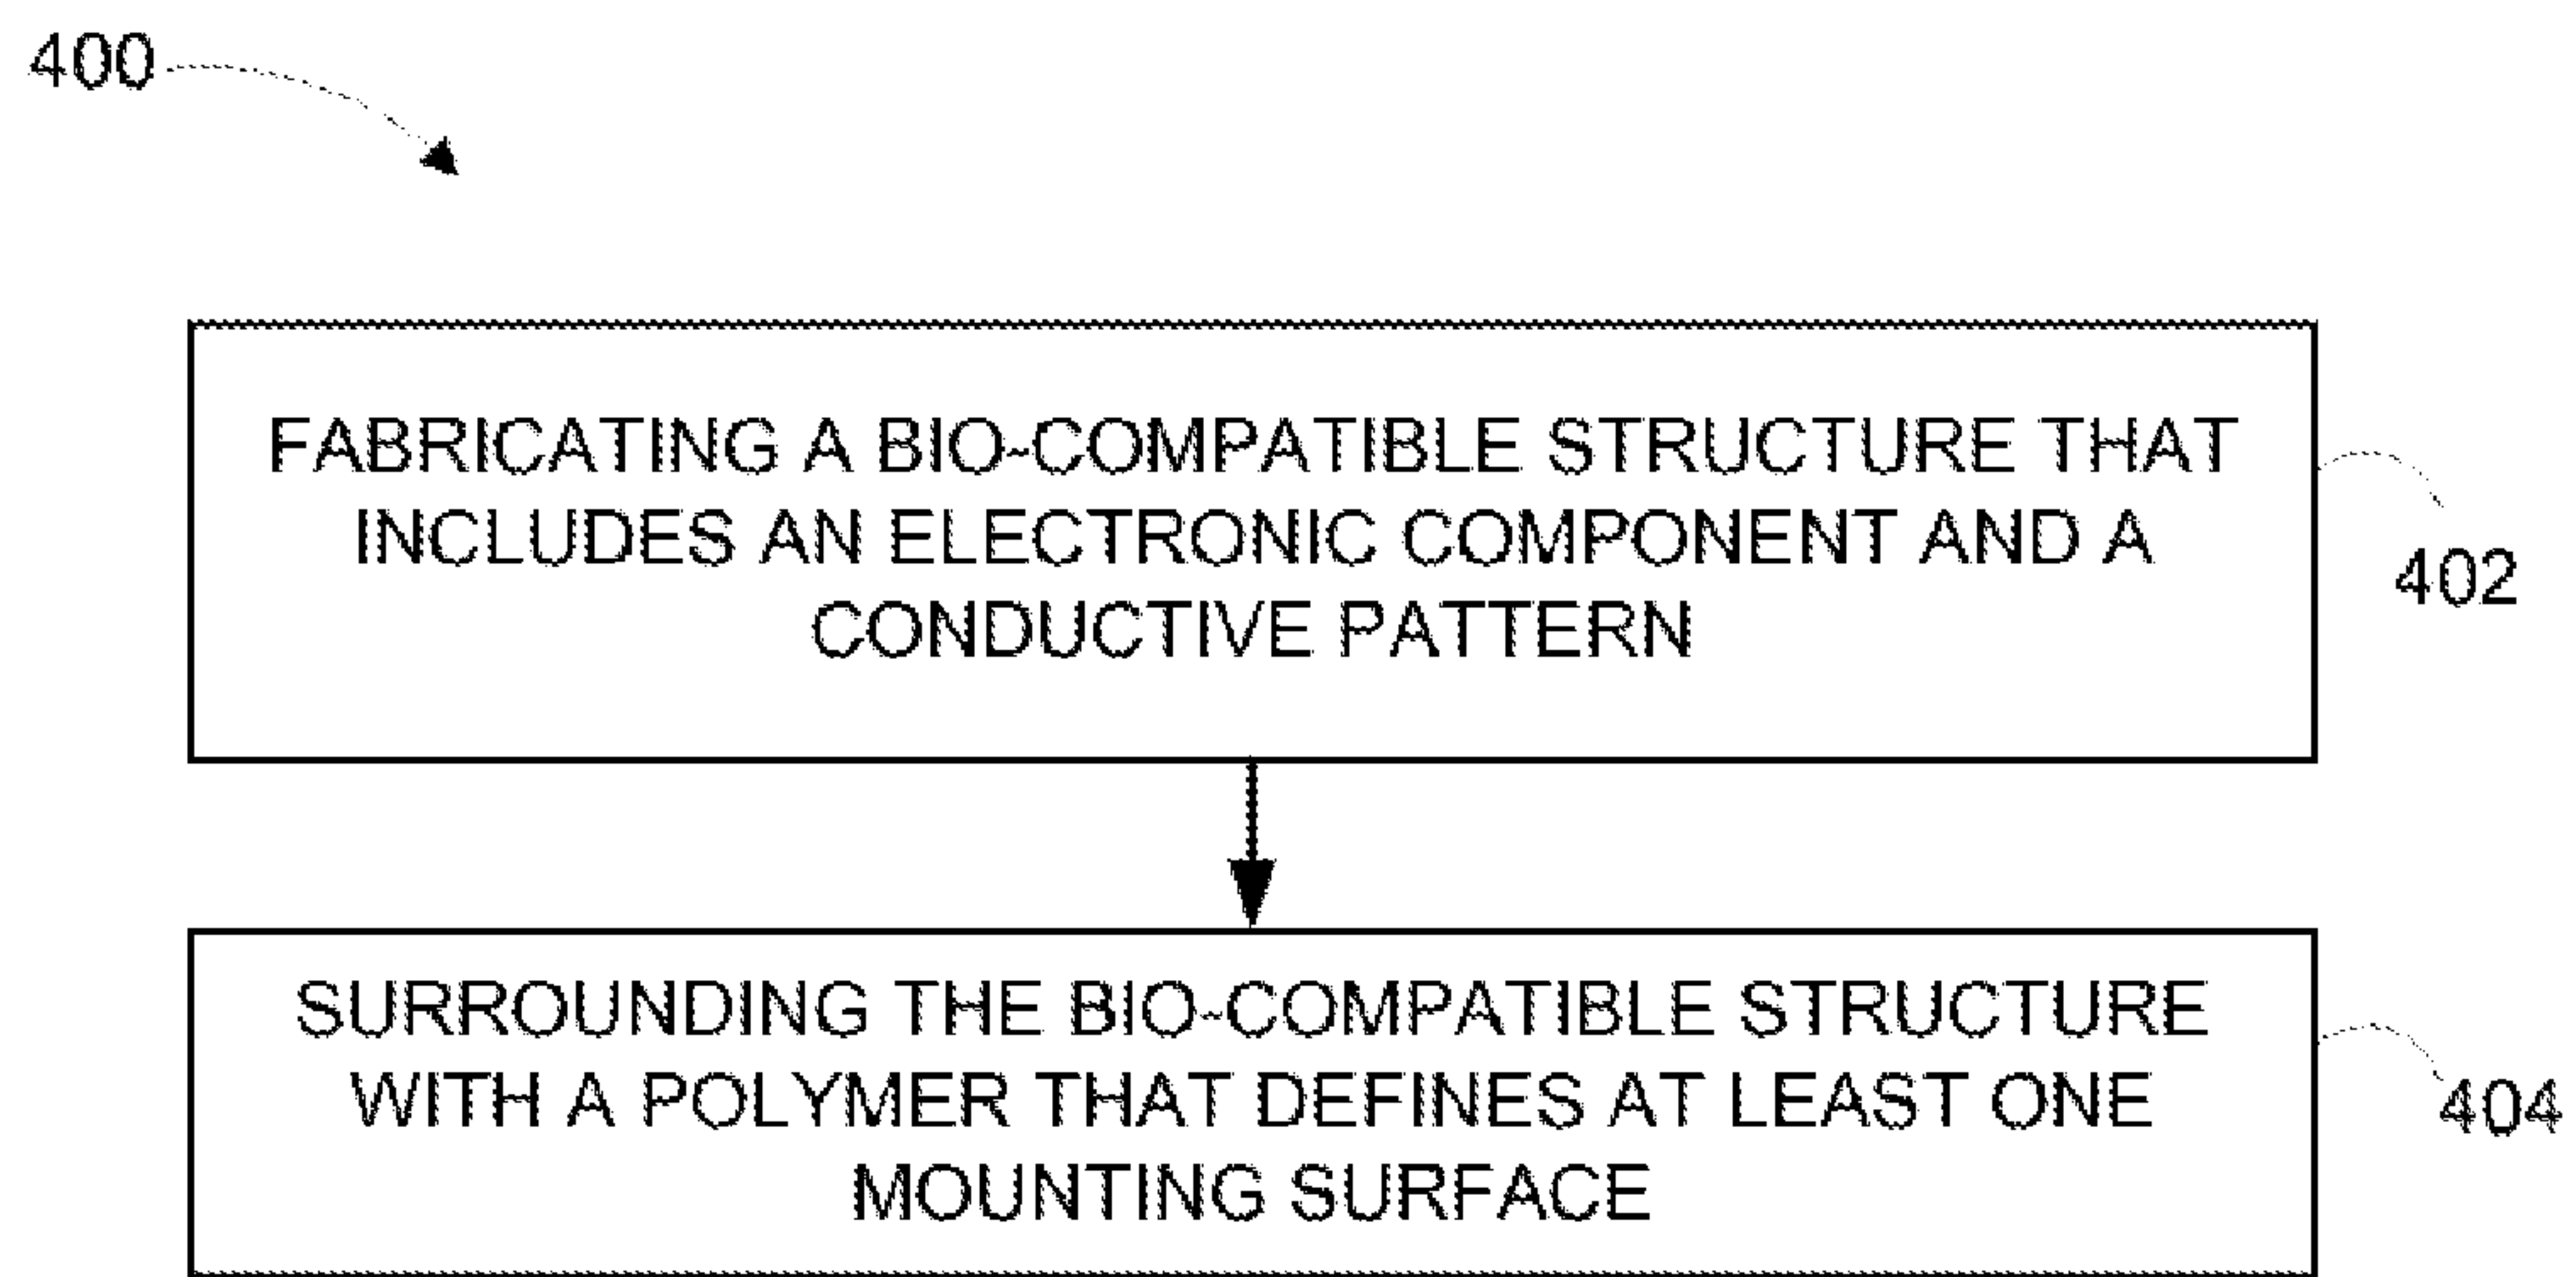 400
FABRICATING A BIO-COMPATIBLE STRUCTURE THAT
INCLUDES AN ELECTRONIC COMPONENT AND A
CONDUCTIVE PATTERN
402
SURROUNDING THE BIO-COMPATIBLE STRUCTURE
WITH A POLYMER THAT DEFINES AT LEAST ONE
MOUNTING SURFACE
404